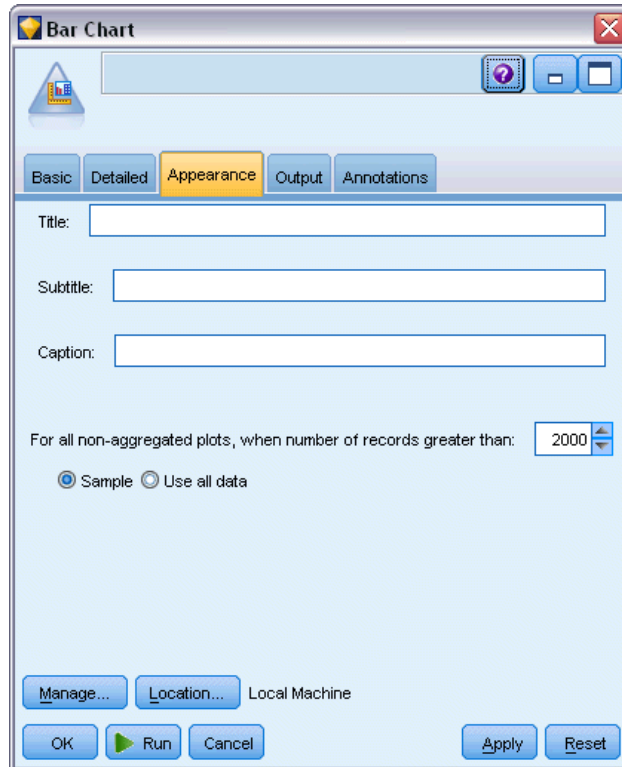 Bar Chart
?
Basic Detailed Appearance Output Annotations
Title:
Subtitle:
Caption:
For all non-aggregated plots, when number of records greater than: 2000
Sample Use all data
Manage... Location... Local Machine
OK Run Cancel Apply Reset